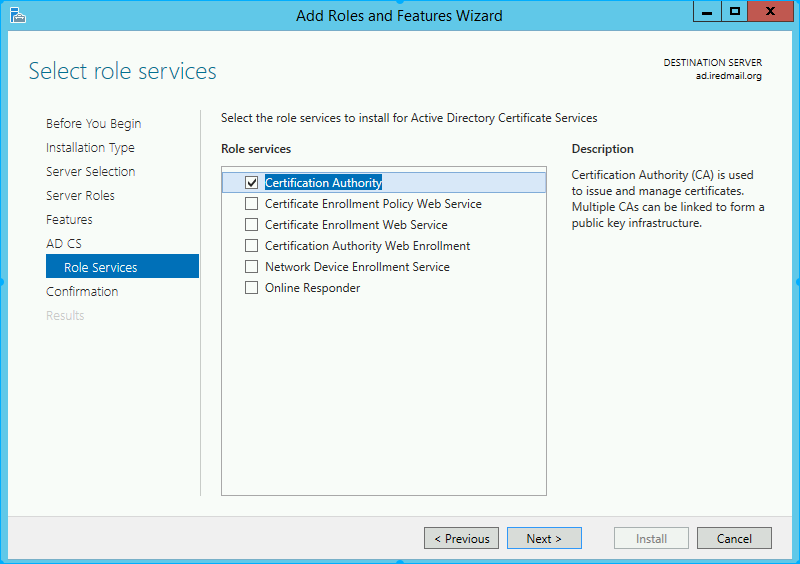 Add Roles and Features Wizard
Select role services
DESTINATION SERVER
ad.iredmail.org
Before You Begin
Installation Type
Server Selection
Server Roles
Features
AD CS
Role Services
Confirmation
Results
Select the role services to install for Active Directory Certificate Services
Role services
Certification Authority
Certificate Enrollment Policy Web Service
Certificate Enrollment Web Service
Certification Authority Web Enrollment
Network Device Enrollment Service
Online Responder
Description
Certification Authority (CA) is used
to issue and manage certificates.
Multiple CAs can be linked to form a
public key infrastructure.
< Previous
Next >
Install
Cancel